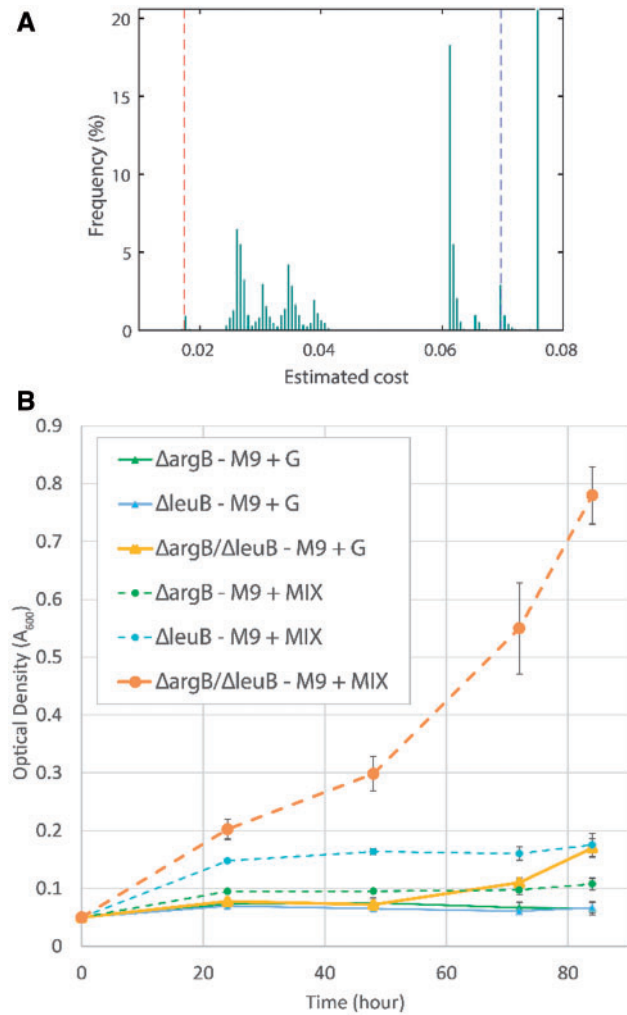 A
20
15
10
5
0
Frequency (%)
0.02 0.04 0.06 0.08
Estimated cost
B
0.9
0.8
0.7
0.6
0.5
0.4
0.3
0.2
0.1
0
Optical Density (A600)
ΔargB - M9 + G
ΔleuB - M9 + G
ΔargB/ΔleuB - M9 + G
ΔargB - M9 + MIX
ΔleuB - M9 + MIX
ΔargB/ΔleuB - M9 + MIX
0 20 40 60 80
Time (hour)